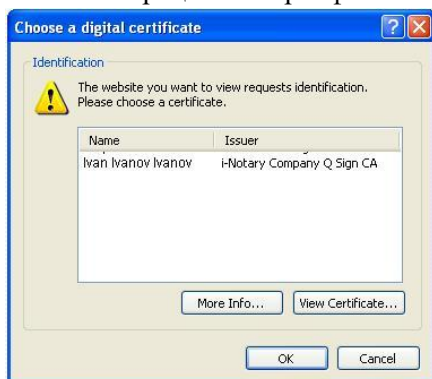 Choose a digital certificate
Identification
The website you want to view requests identification.
Please choose a certificate.
Name Issuer
Ivan Ivanov Ivanov i-Notary Company Q Sign CA
More Info... View Certificate...
OK Cancel